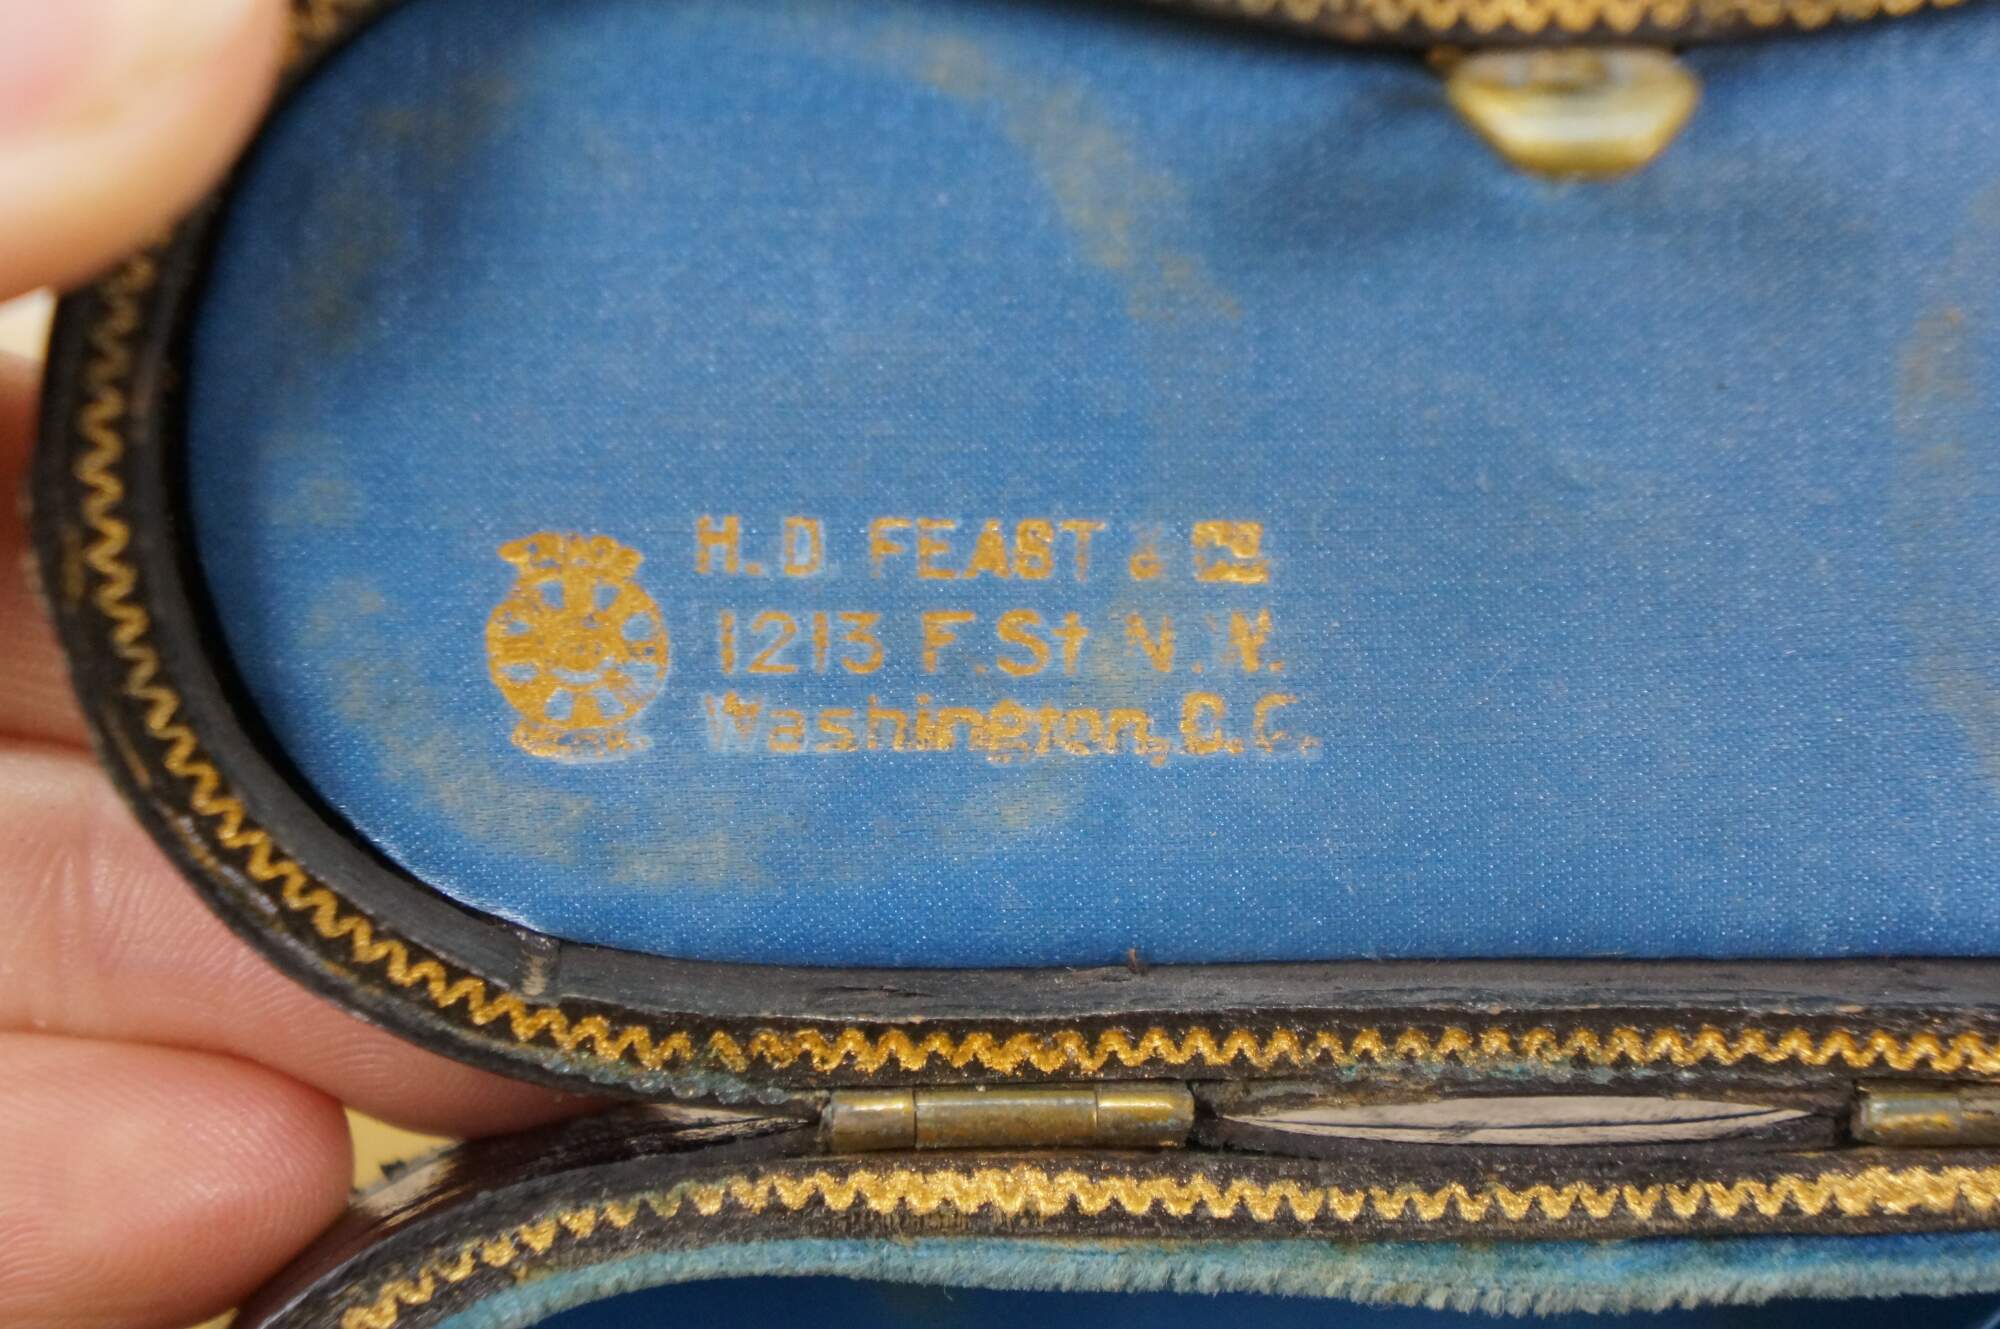 H. D. FEAST & Co.
1213 F. St N. W.
Washington, D. C.